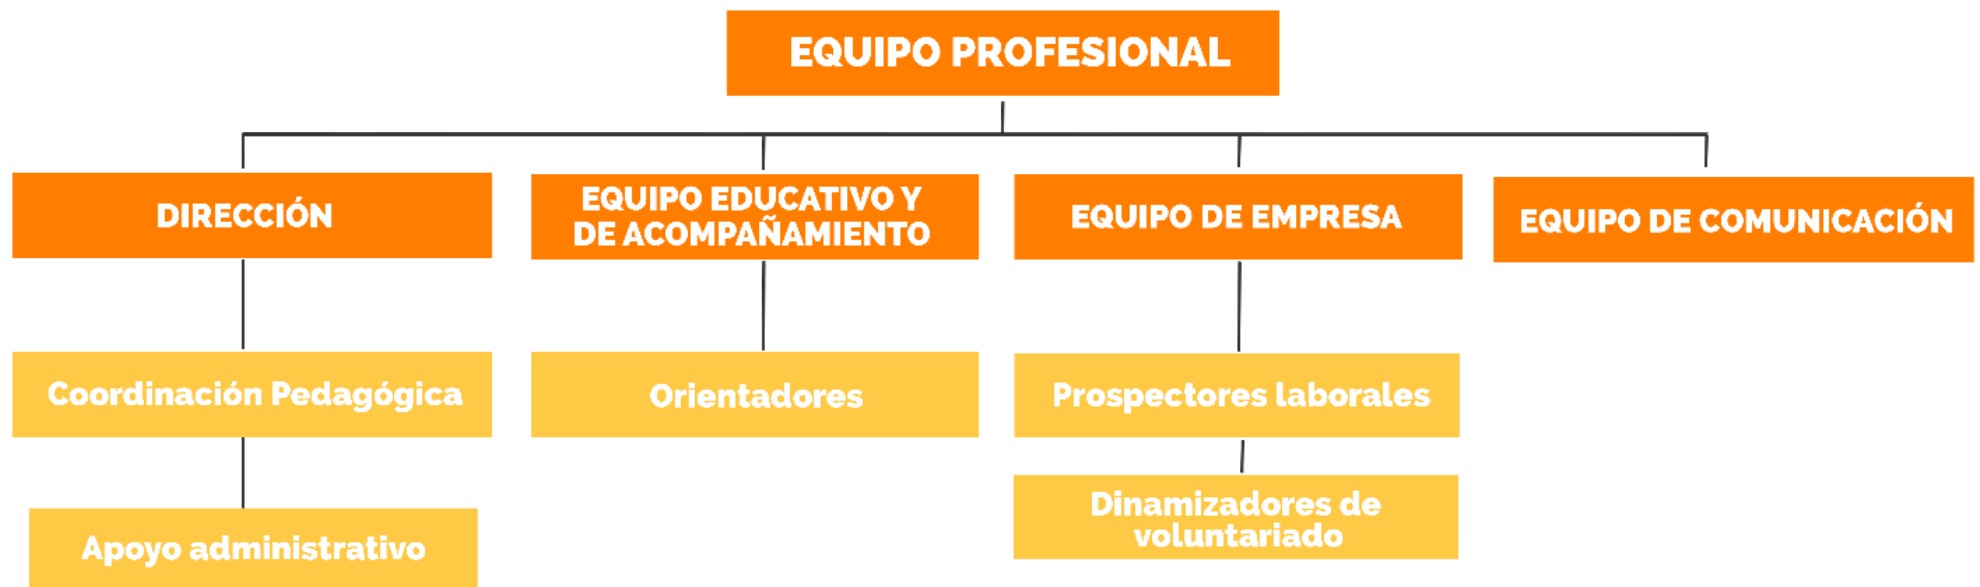 EQUIPO PROFESIONAL
DIRECCIÓN
EQUIPO EDUCATIVO Y
DE ACOMPAÑAMIENTO
EQUIPO DE EMPRESA
EQUIPO DE COMUNICACIÓN
Coordinación Pedagógica
Orientadores
Prospectores laborales
Apoyo administrativo
Dinamizadores de
voluntariado